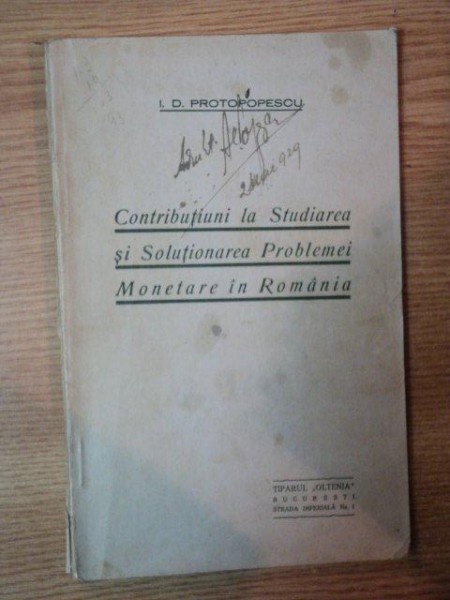 I. D. PROTOPOPESCU
Contribuțiuni la Studiarea
și Soluționarea Problemei
Monetare în România
TIPARUL „OLTENIA”
BUCUREȘTI
STRADA IMPERIALĂ No. 1